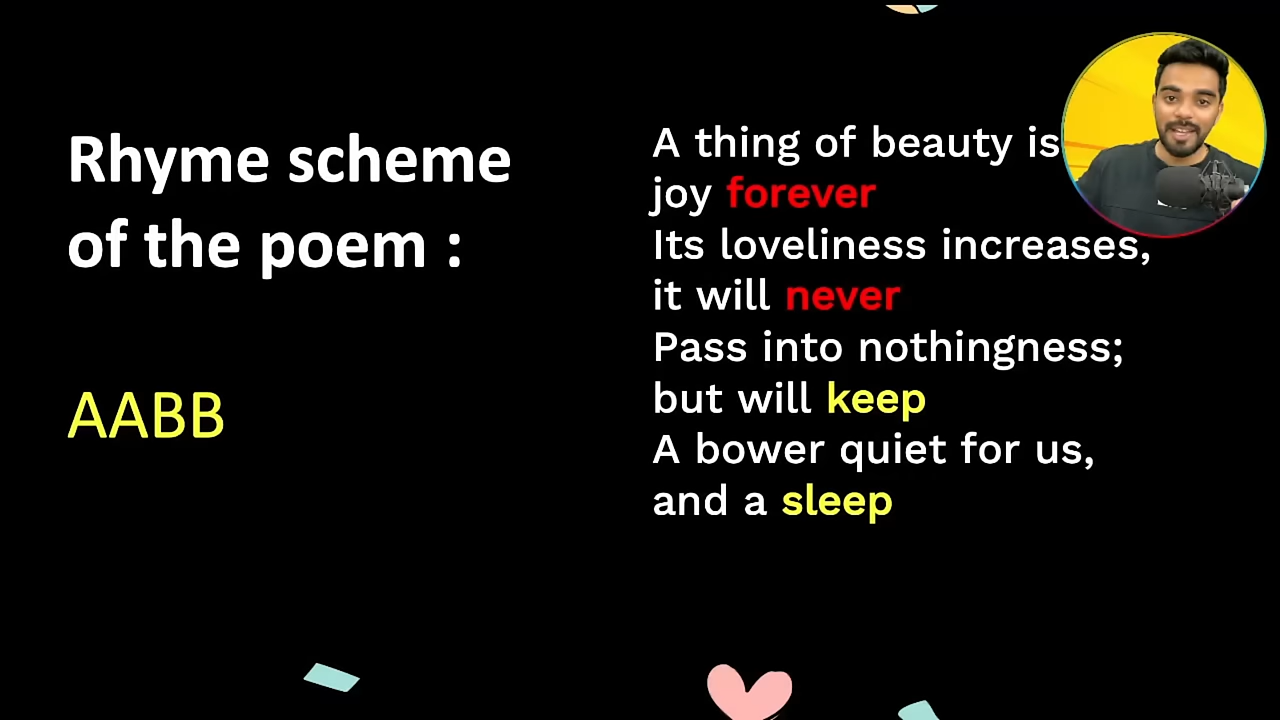 Rhyme scheme
of the poem :
AABB
A thing of beauty is
joy forever
Its loveliness increases,
it will never
Pass into nothingness;
but will keep
A bower quiet for us,
and a sleep